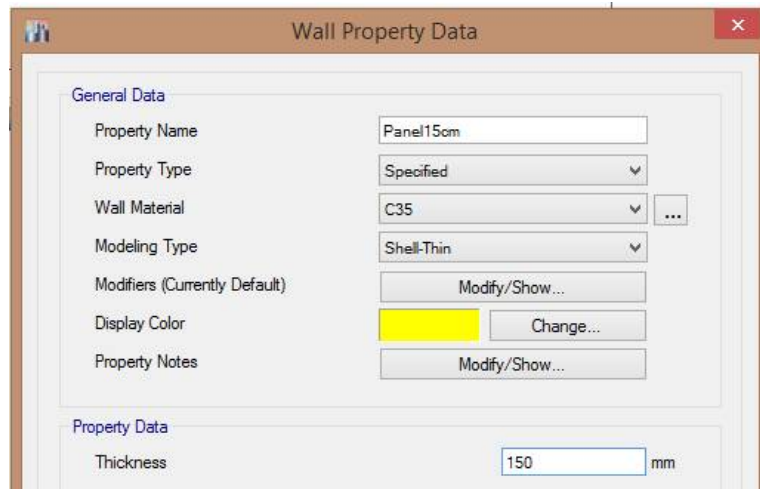 Wall Property Data
General Data
Property Name Panel15cm
Property Type Specified
Wall Material C35 ...
Modeling Type Shell-Thin
Modifiers (Currently Default) Modify/Show...
Display Color Change...
Property Notes Modify/Show...
Property Data
Thickness 150 mm